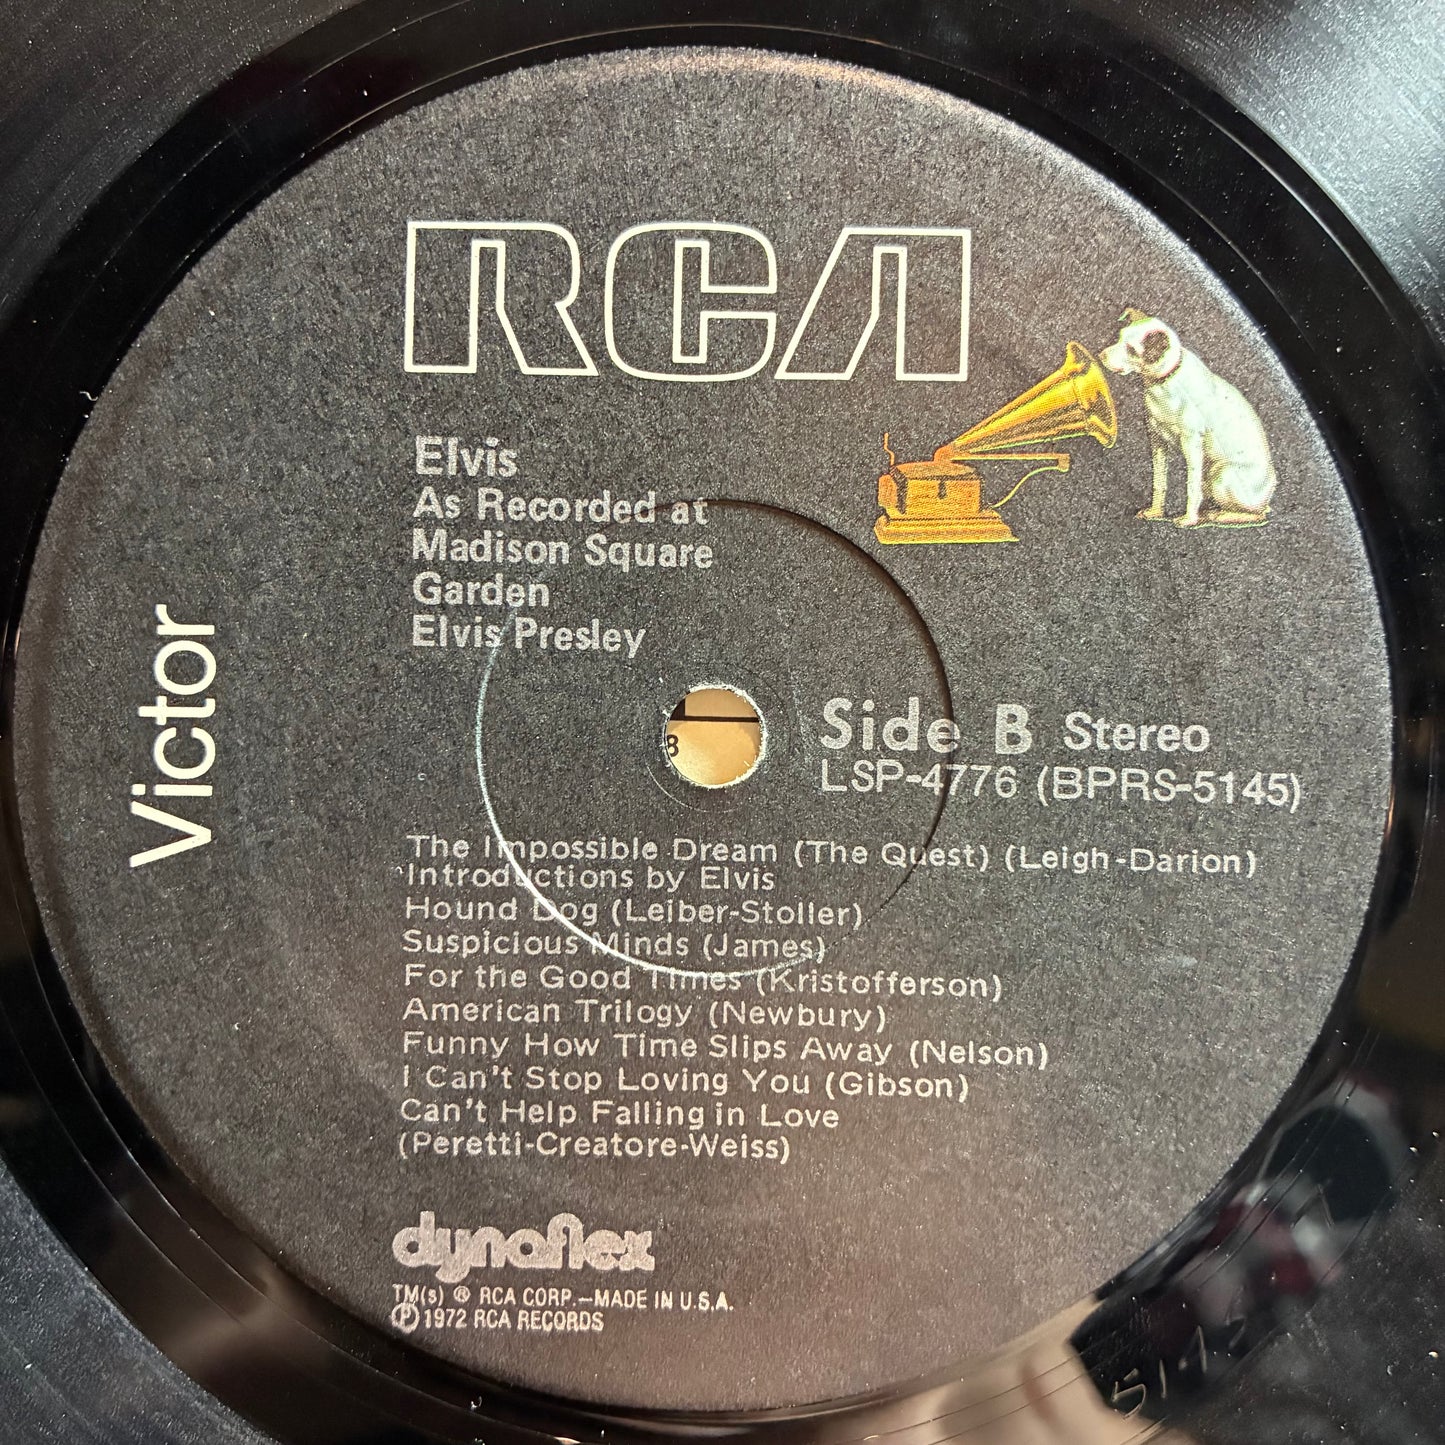 RCA
Victor
Elvis
As Recorded at
Madison Square
Garden
Elvis Presley
Side B Stereo
LSP-4776 (BPRS-5145)
The Impossible Dream (The Quest) (Leigh-Darion)
Introductions by Elvis
Hound Dog (Leiber-Stoller)
Suspicious Minds (James)
For the Good Times (Kristofferson)
American Trilogy (Newbury)
Funny How Time Slips Away (Nelson)
I Can't Stop Loving You (Gibson)
Can't Help Falling in Love
(Peretti-Creatore-Weiss)
dynaflex
TM(s) ® RCA CORP.—MADE IN U.S.A.
℗ 1972 RCA RECORDS
8